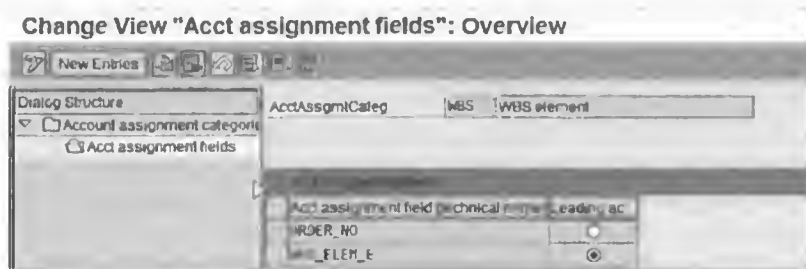 Change View "Acct assignment fields": Overview
New Entries
Dialog Structure
Account assignment categorie
Acct assignment fields
AcctAssgmtCateg WBS WBS element
Acct assignment field technical Leading ac
ORDER_NO
_ELEM_E